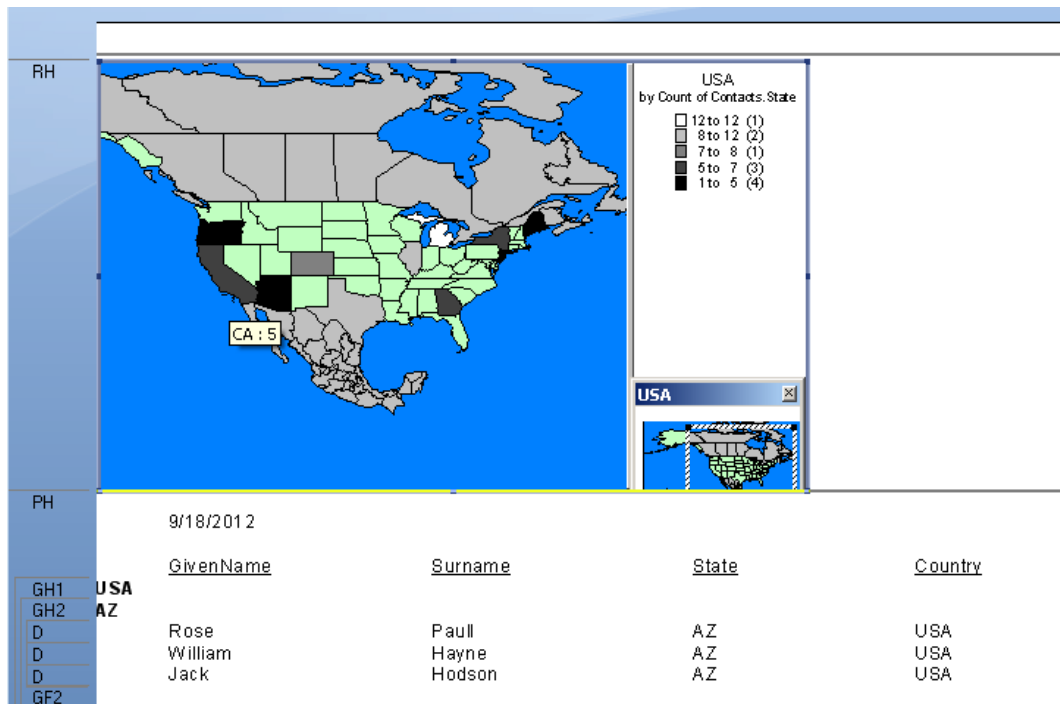 RH
USA
by Count of Contacts.State
12 to 12 (1)
8 to 12 (2)
7 to 8 (1)
5 to 7 (3)
1 to 5 (4)
CA : 5
USA
PH
9/18/2012
GivenName Surname State Country
GH1 USA
GH2 AZ
D Rose Paull AZ USA
D William Hayne AZ USA
D Jack Hodson AZ USA
GF2